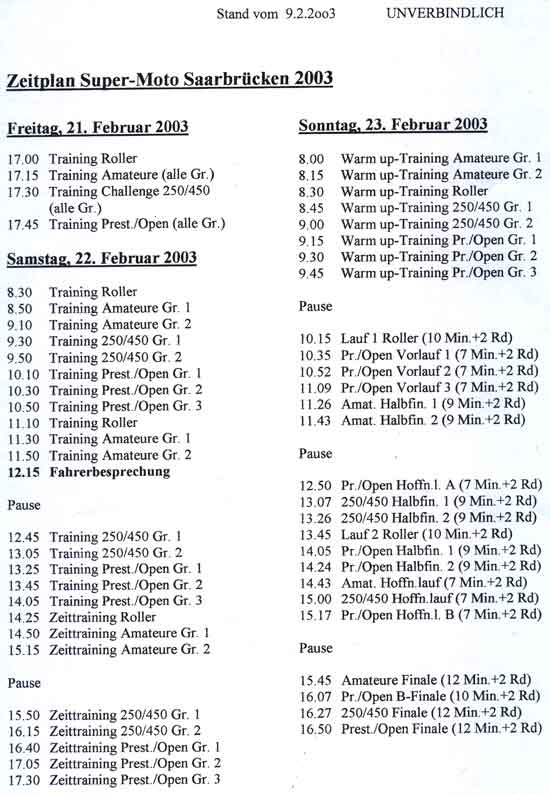 Stand vom 9.2.2oo3 UNVERBINDLICH
Zeitplan Super-Moto Saarbrücken 2003
Freitag, 21. Februar 2003
17.00 Training Roller
17.15 Training Amateure (alle Gr.)
17.30 Training Challenge 250/450
(alle Gr.)
17.45 Training Prest./Open (alle Gr.)
Samstag, 22. Februar 2003
8.30 Training Roller
8.50 Training Amateure Gr. 1
9.10 Training Amateure Gr. 2
9.30 Training 250/450 Gr. 1
9.50 Training 250/450 Gr. 2
10.10 Training Prest./Open Gr. 1
10.30 Training Prest./Open Gr. 2
10.50 Training Prest./Open Gr. 3
11.10 Training Roller
11.30 Training Amateure Gr. 1
11.50 Training Amateure Gr. 2
12.15 Fahrerbesprechung
Pause
12.45 Training 250/450 Gr. 1
13.05 Training 250/450 Gr. 2
13.25 Training Prest./Open Gr. 1
13.45 Training Prest./Open Gr. 2
14.05 Training Prest./Open Gr. 3
14.25 Zeittraining Roller
14.50 Zeittraining Amateure Gr. 1
15.15 Zeittraining Amateure Gr. 2
Pause
15.50 Zeittraining 250/450 Gr. 1
16.15 Zeittraining 250/450 Gr. 2
16.40 Zeittraining Prest./Open Gr. 1
17.05 Zeittraining Prest./Open Gr. 2
17.30 Zeittraining Prest./Open Gr. 3
Sonntag, 23. Februar 2003
8.00 Warm up-Training Amateure Gr. 1
8.15 Warm up-Training Amateure Gr. 2
8.30 Warm up-Training Roller
8.45 Warm up-Training 250/450 Gr. 1
9.00 Warm up-Training 250/450 Gr. 2
9.15 Warm up-Training Pr./Open Gr. 1
9.30 Warm up-Training Pr./Open Gr. 2
9.45 Warm up-Training Pr./Open Gr. 3
Pause
10.15 Lauf 1 Roller (10 Min.+2 Rd)
10.35 Pr./Open Vorlauf 1 (7 Min.+2 Rd)
10.52 Pr./Open Vorlauf 2 (7 Min.+2 Rd)
11.09 Pr./Open Vorlauf 3 (7 Min.+2 Rd)
11.26 Amat. Halbfin. 1 (9 Min.+2 Rd)
11.43 Amat. Halbfin. 2 (9 Min.+2 Rd)
Pause
12.50 Pr./Open Hoffn.l. A (7 Min.+2 Rd)
13.07 250/450 Halbfin. 1 (9 Min.+2 Rd)
13.26 250/450 Halbfin. 2 (9 Min.+2 Rd)
13.45 Lauf 2 Roller (10 Min.+2 Rd)
14.05 Pr./Open Halbfin. 1 (9 Min.+2 Rd)
14.24 Pr./Open Halbfin. 2 (9 Min.+2 Rd)
14.43 Amat. Hoffn.lauf (7 Min.+2 Rd)
15.00 250/450 Hoffn.lauf (7 Min.+2 Rd)
15.17 Pr./Open Hoffn.l. B (7 Min.+2 Rd)
Pause
15.45 Amateure Finale (12 Min.+2 Rd)
16.07 Pr./Open B-Finale (10 Min.+2 Rd)
16.27 250/450 Finale (12 Min.+2 Rd)
16.50 Prest./Open Finale (12 Min.+2 Rd)